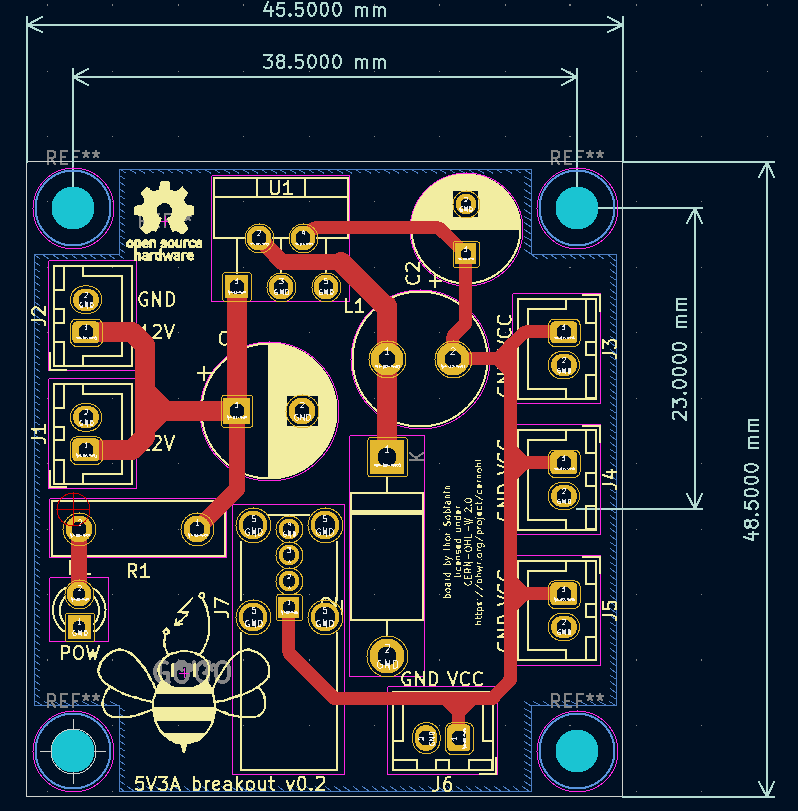 45.5000 mm
38.5000 mm
REF**
REF**
U1
open source
hardware
C2
+
J2
GND
12V
L1
GND VCC
J3
23.0000 mm
48.5000 mm
+
J1
12V
K
GND VCC
J4
board by Ihor Soblanin
licensed under
CERN-OHL-W 2.0
https://ohwr.org/project/cernohl
R1
J7
GND VCC
J5
POW
GND VCC
REF**
REF**
5V3A breakout v0.2
J6